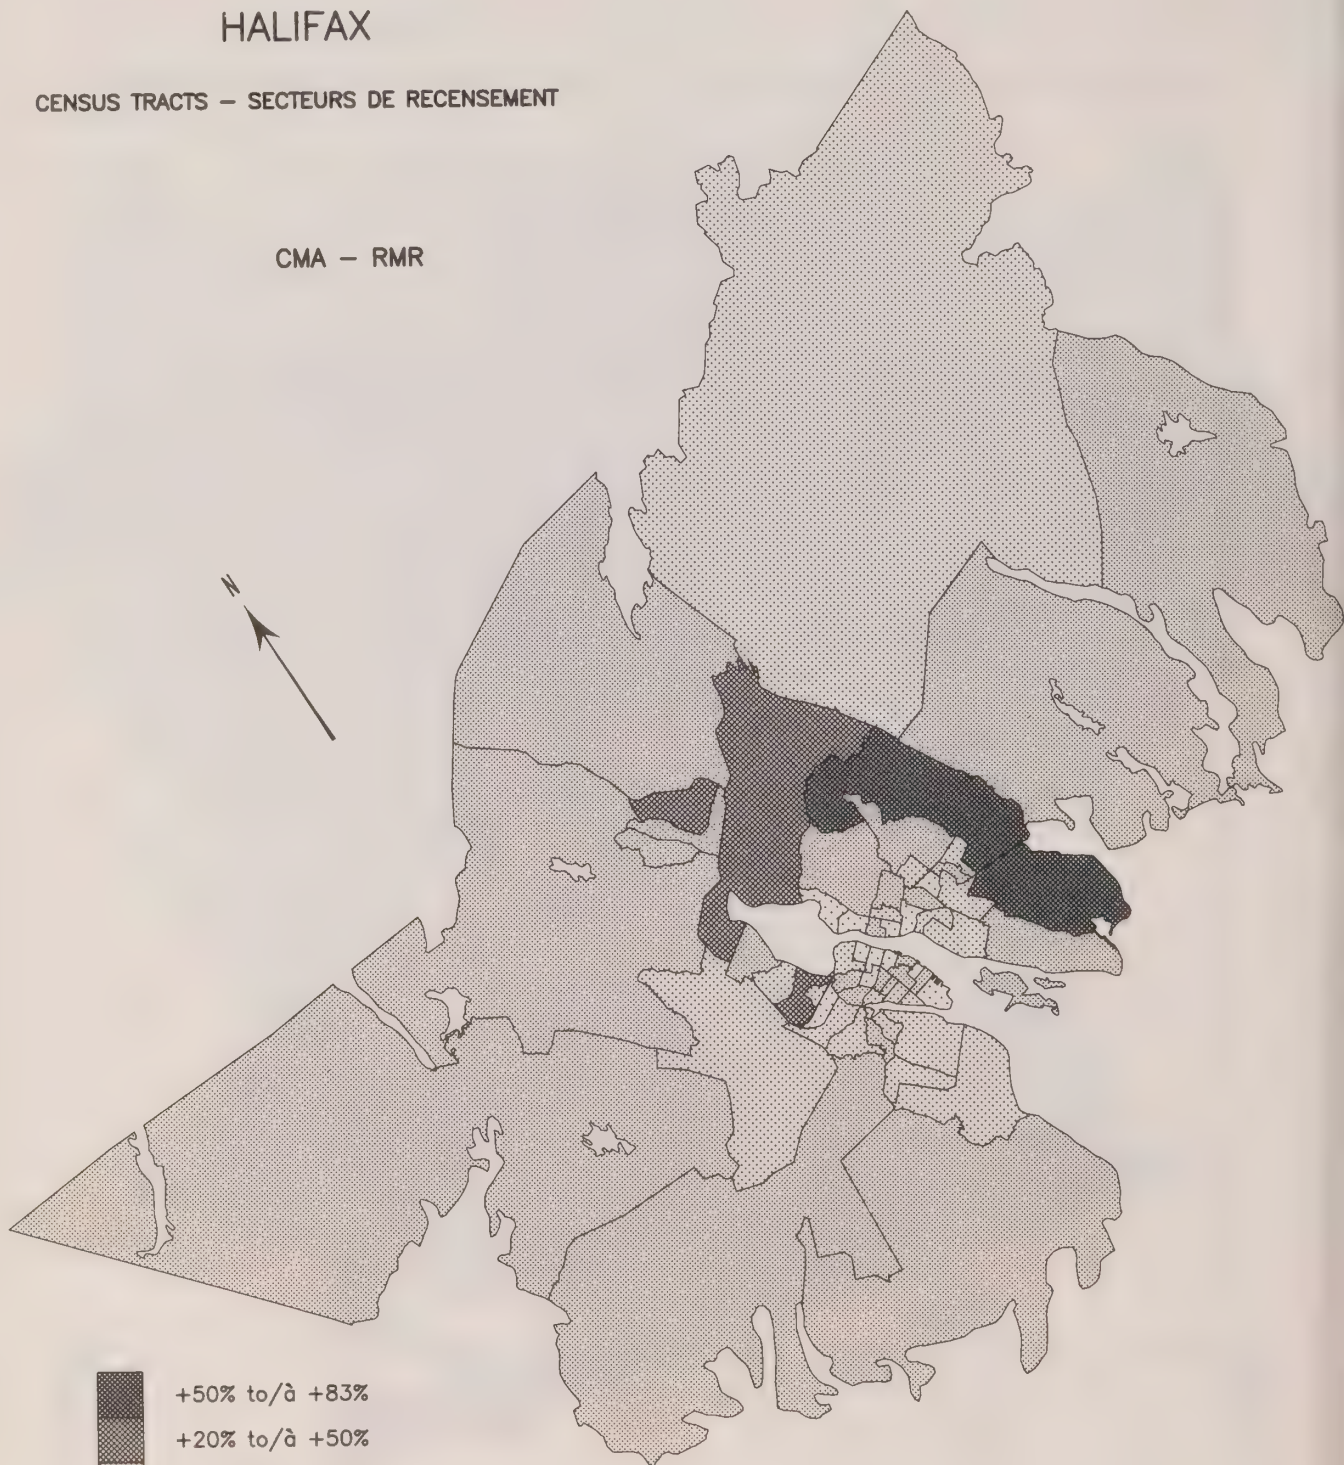 HALIFAX
CENSUS TRACTS – SECTEURS DE RECENSEMENT
CMA – RMR
N
+50% to/à +83%
+20% to/à +50%